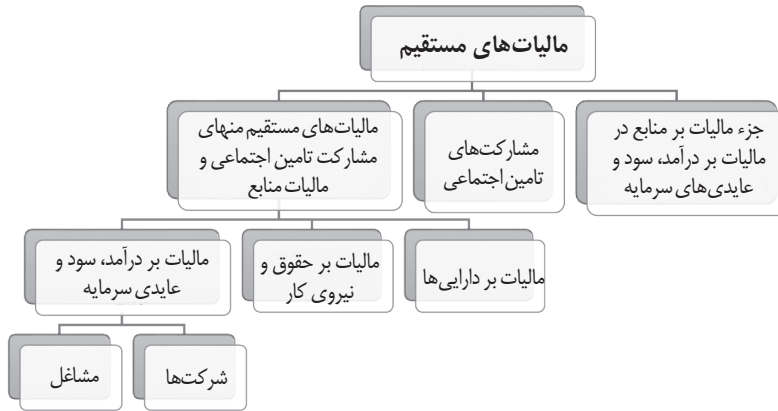 مالیات‌های مستقیم
جزء مالیات بر منابع در
مالیات بر درآمد، سود و
عایدی‌های سرمایه
مشارکت‌های
تامین اجتماعی
مالیات‌های مستقیم منهای
مشارکت تامین اجتماعی و
مالیات منابع
مالیات بر دارایی‌ها
مالیات بر حقوق و
نیروی کار
مالیات بر درآمد، سود و
عایدی سرمایه
شرکت‌ها
مشاغل